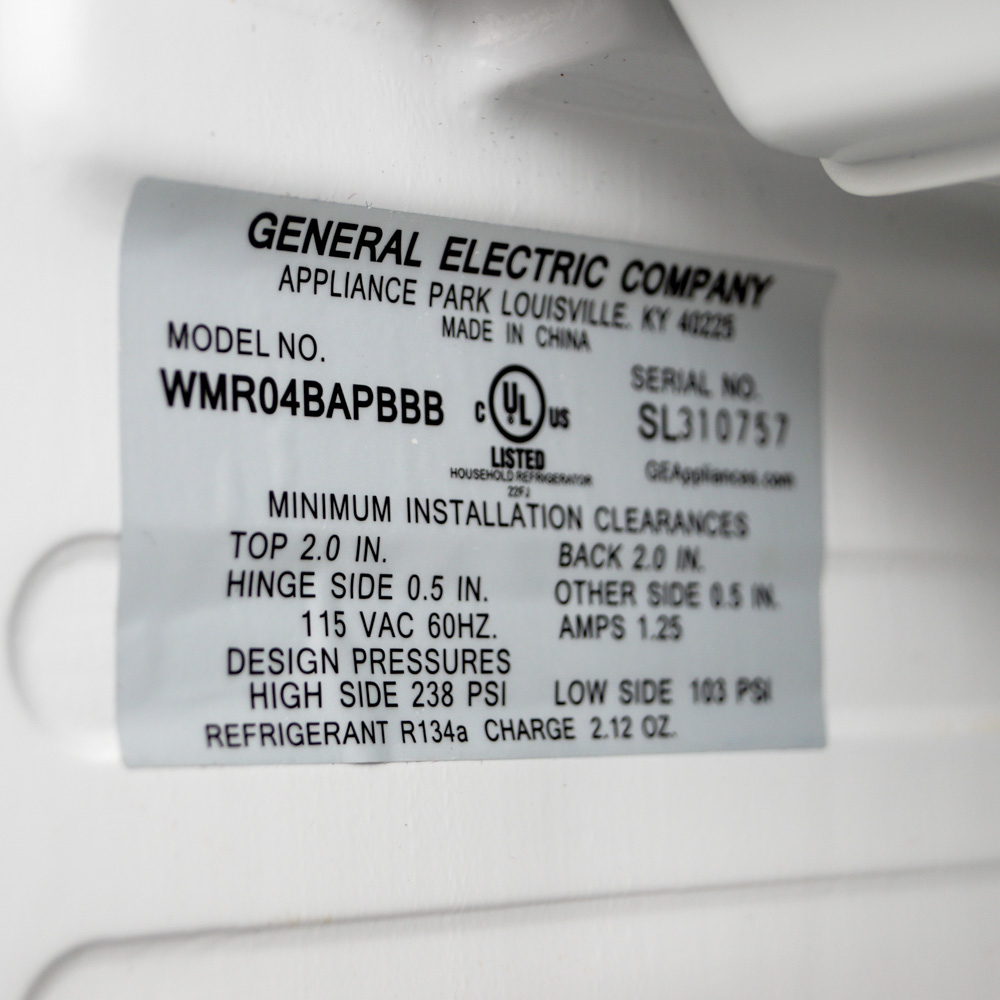 GENERAL ELECTRIC COMPANY
APPLIANCE PARK LOUISVILLE, KY 40225
MADE IN CHINA
MODEL NO.
WMR04BAPBBB
C UL US
LISTED
HOUSEHOLD REFRIGERATOR
22FJ
SERIAL NO.
SL310757
GEAppliances.com
MINIMUM INSTALLATION CLEARANCES
TOP 2.0 IN. BACK 2.0 IN.
HINGE SIDE 0.5 IN. OTHER SIDE 0.5 IN.
115 VAC 60HZ. AMPS 1.25
DESIGN PRESSURES
HIGH SIDE 238 PSI LOW SIDE 103 PSI
REFRIGERANT R134a CHARGE 2.12 OZ.